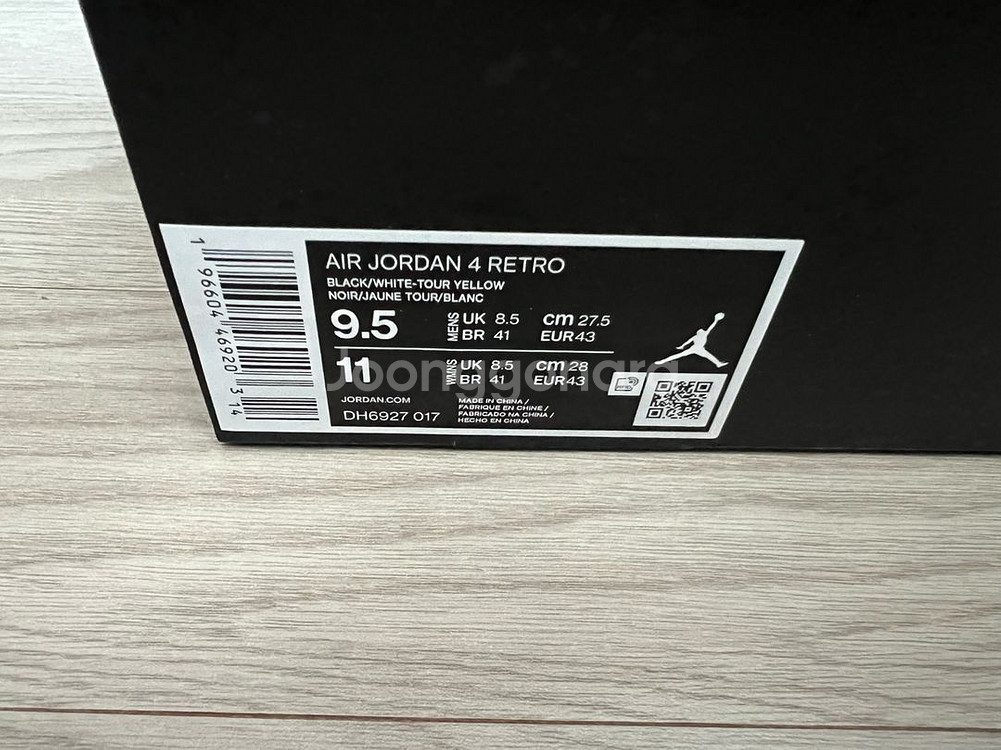 AIR JORDAN 4 RETRO
BLACK/WHITE-TOUR YELLOW
NOIR/JAUNE TOUR/BLANC
9.5 MENS UK 8.5 cm 27.5
BR 41 EUR 43
11 WMNS UK 8.5 cm 28
BR 41 EUR 43
JORDAN.COM
DH6927 017
MADE IN CHINA /
FABRIQUE EN CHINE /
FABRICADO NA CHINA /
HECHO EN CHINA
1 96604 46920 3 14
Joonggonara